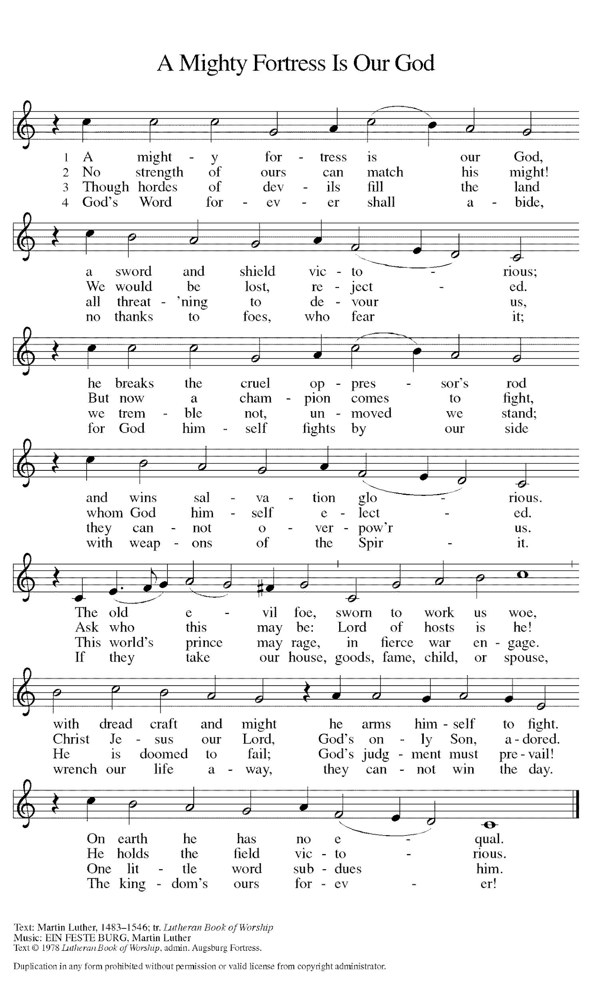 A Mighty Fortress Is Our God
1 A might - y for - tress is our God,
2 No strength of ours can match his might!
3 Though hordes of dev - ils fill the land
4 God's Word for - ev - er shall a - bide,
a sword and shield vic - to - rious;
We would be lost, re - ject - ed.
all threat - 'ning to de - vour us,
no thanks to foes, who fear it;
he breaks the cruel op - pres - sor's rod
But now a cham - pion comes to fight,
we trem - ble not, un - moved we stand;
for God him - self fights by our side
and wins sal - va - tion glo - rious.
whom God him - self e - lect - ed.
they can - not o - ver - pow'r us.
with weap - ons of the Spir - it.
The old e - vil foe, sworn to work us woe,
Ask who this may be: Lord of hosts is he!
This world's prince may rage, in fierce war en - gage.
If they take our house, goods, fame, child, or spouse,
with dread craft and might he arms him - self to fight.
Christ Je - sus our Lord, God's on - ly Son, a - dored.
He is doomed to fail; God's judg - ment must pre - vail!
wrench our life a - way, they can - not win the day.
On earth he has no e - qual.
He holds the field vic - to - rious.
One lit - tle word sub - dues him.
The king - dom's ours for - ev - er!
Text: Martin Luther, 1483–1546; tr. Lutheran Book of Worship
Music: EIN FESTE BURG, Martin Luther
Text © 1978 Lutheran Book of Worship, admin. Augsburg Fortress.
Duplication in any form prohibited without permission or valid license from copyright administrator.